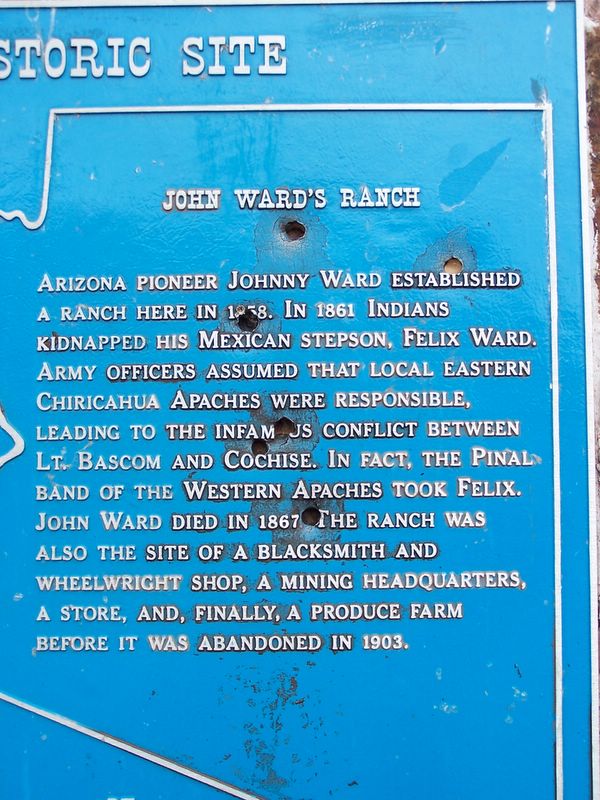 STORIC SITE
JOHN WARD'S RANCH
ARIZONA PIONEER JOHNNY WARD ESTABLISHED
A RANCH HERE IN 1858. IN 1861 INDIANS
KIDNAPPED HIS MEXICAN STEPSON, FELIX WARD.
ARMY OFFICERS ASSUMED THAT LOCAL EASTERN
CHIRICAHUA APACHES WERE RESPONSIBLE,
LEADING TO THE INFAM US CONFLICT BETWEEN
LT. BASCOM AND COCHISE. IN FACT, THE PINAL
BAND OF THE WESTERN APACHES TOOK FELIX.
JOHN WARD DIED IN 1867 THE RANCH WAS
ALSO THE SITE OF A BLACKSMITH AND
WHEELWRIGHT SHOP, A MINING HEADQUARTERS,
A STORE, AND, FINALLY, A PRODUCE FARM
BEFORE IT WAS ABANDONED IN 1903.